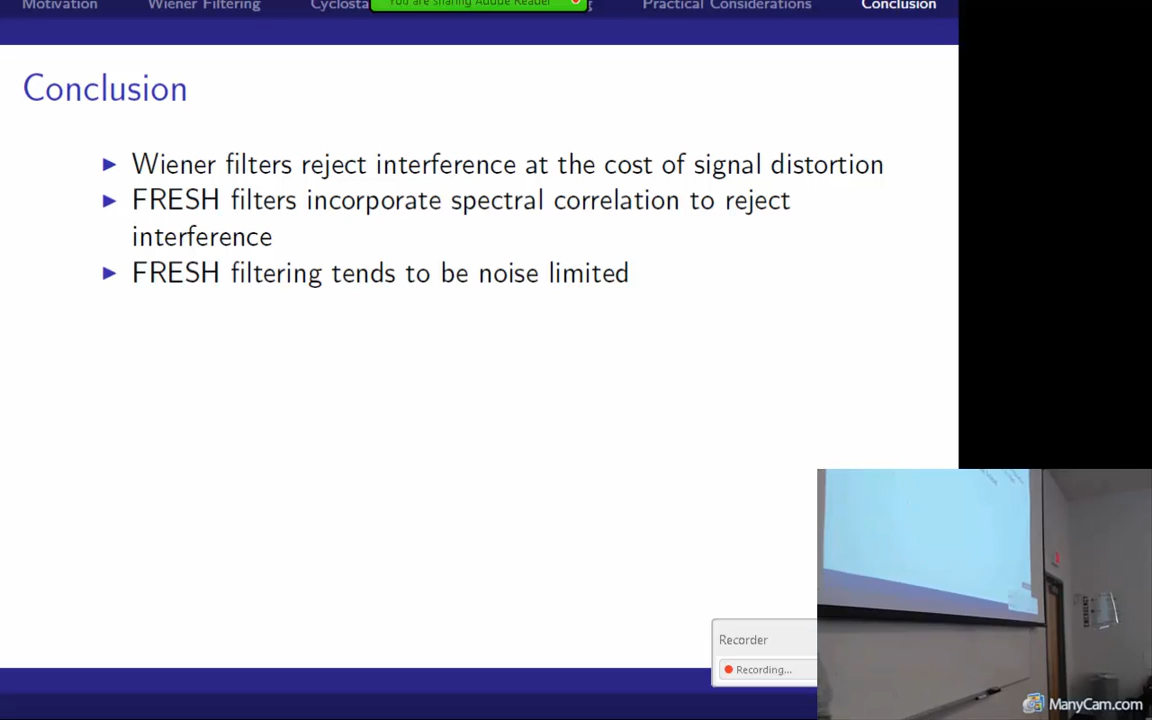 Motivation Wiener Filtering Practical Considerations Conclusion
You are sharing Adobe Reader
Conclusion
Wiener filters reject interference at the cost of signal distortion
FRESH filters incorporate spectral correlation to reject
interference
FRESH filtering tends to be noise limited
Recorder
Recording...
ManyCam.com